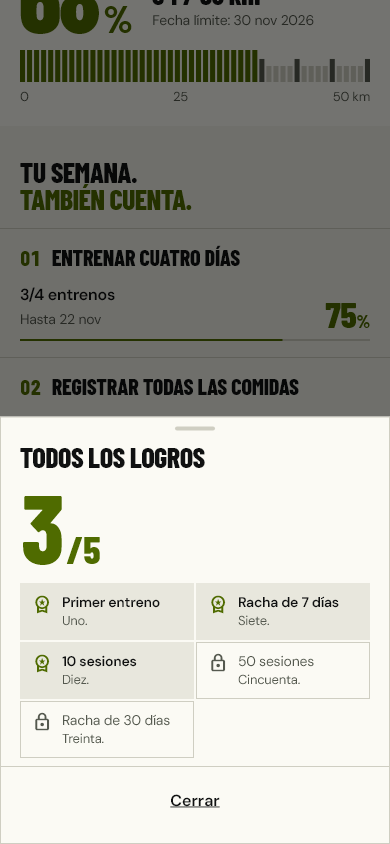 %
Fecha límite: 30 nov 2026
0
25
50 km
TU SEMANA.
TAMBIÉN CUENTA.
01 ENTRENAR CUATRO DÍAS
3/4 entrenos
Hasta 22 nov
75%
02 REGISTRAR TODAS LAS COMIDAS
TODOS LOS LOGROS
3/5
Primer entreno
Uno.
Racha de 7 días
Siete.
10 sesiones
Diez.
50 sesiones
Cincuenta.
Racha de 30 días
Treinta.
Cerrar